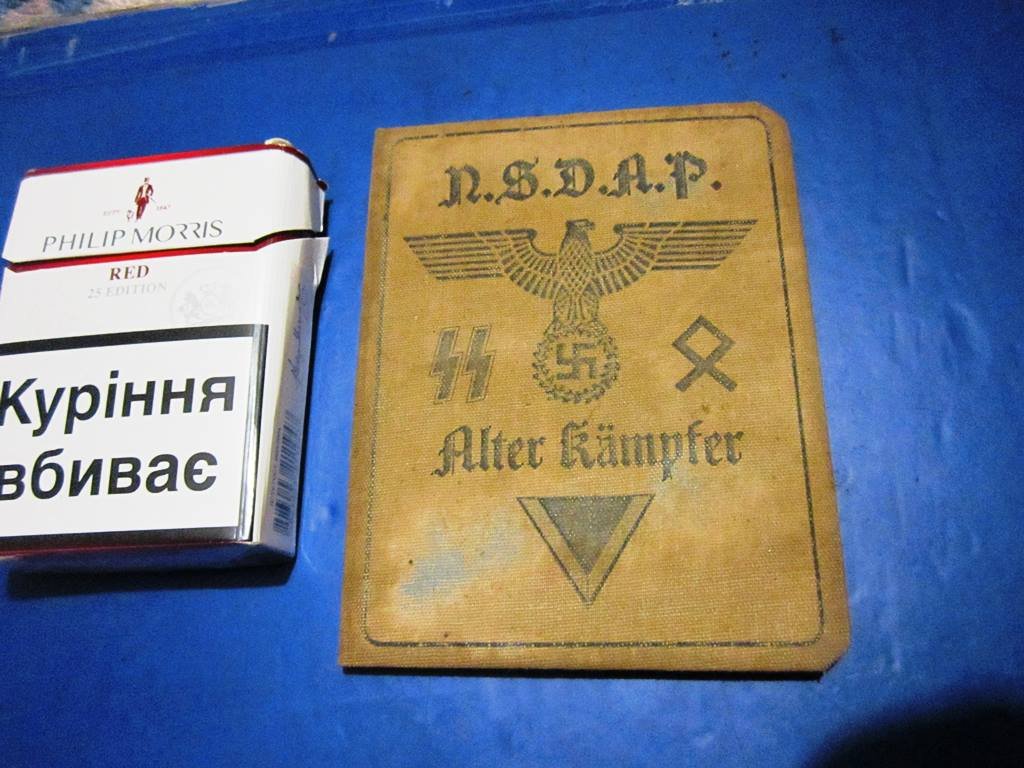 PHILIP MORRIS
RED
25 EDITION
Куріння
вбиває
N.S.D.A.P.
Alter Kämpfer